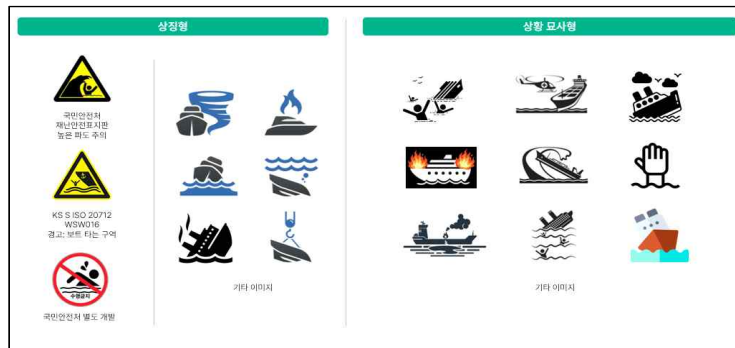 상징형
국민안전처
재난안전표지판
높은 파도 주의
KS S ISO 20712
WSW016
경고: 보트 타는 구역
수영금지
국민안전처 별도 개발
기타 이미지
상황 묘사형
기타 이미지